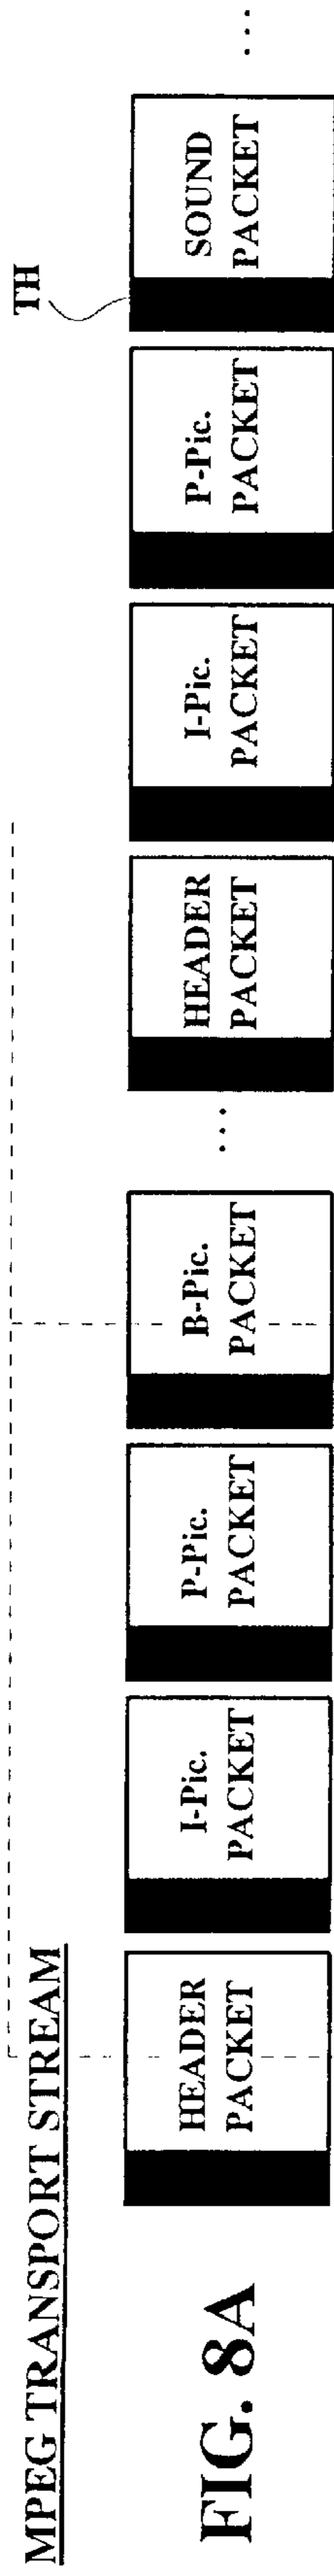 MPEG TRANSPORT STREAM
FIG. 8A
HEADER
PACKET
I-Pic.
PACKET
P-Pic.
PACKET
B-Pic.
PACKET
...
HEADER
PACKET
I-Pic.
PACKET
P-Pic.
PACKET
TH
SOUND
PACKET
...